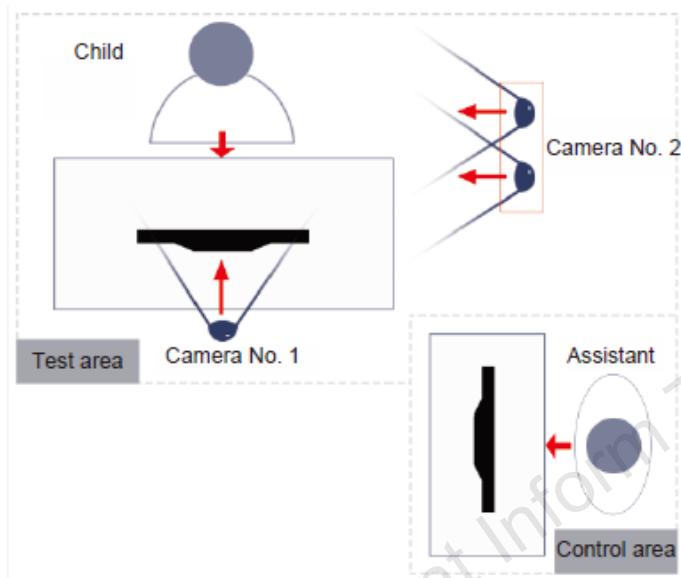 Child
Camera No. 2
Test area
Camera No. 1
Assistant
Control area